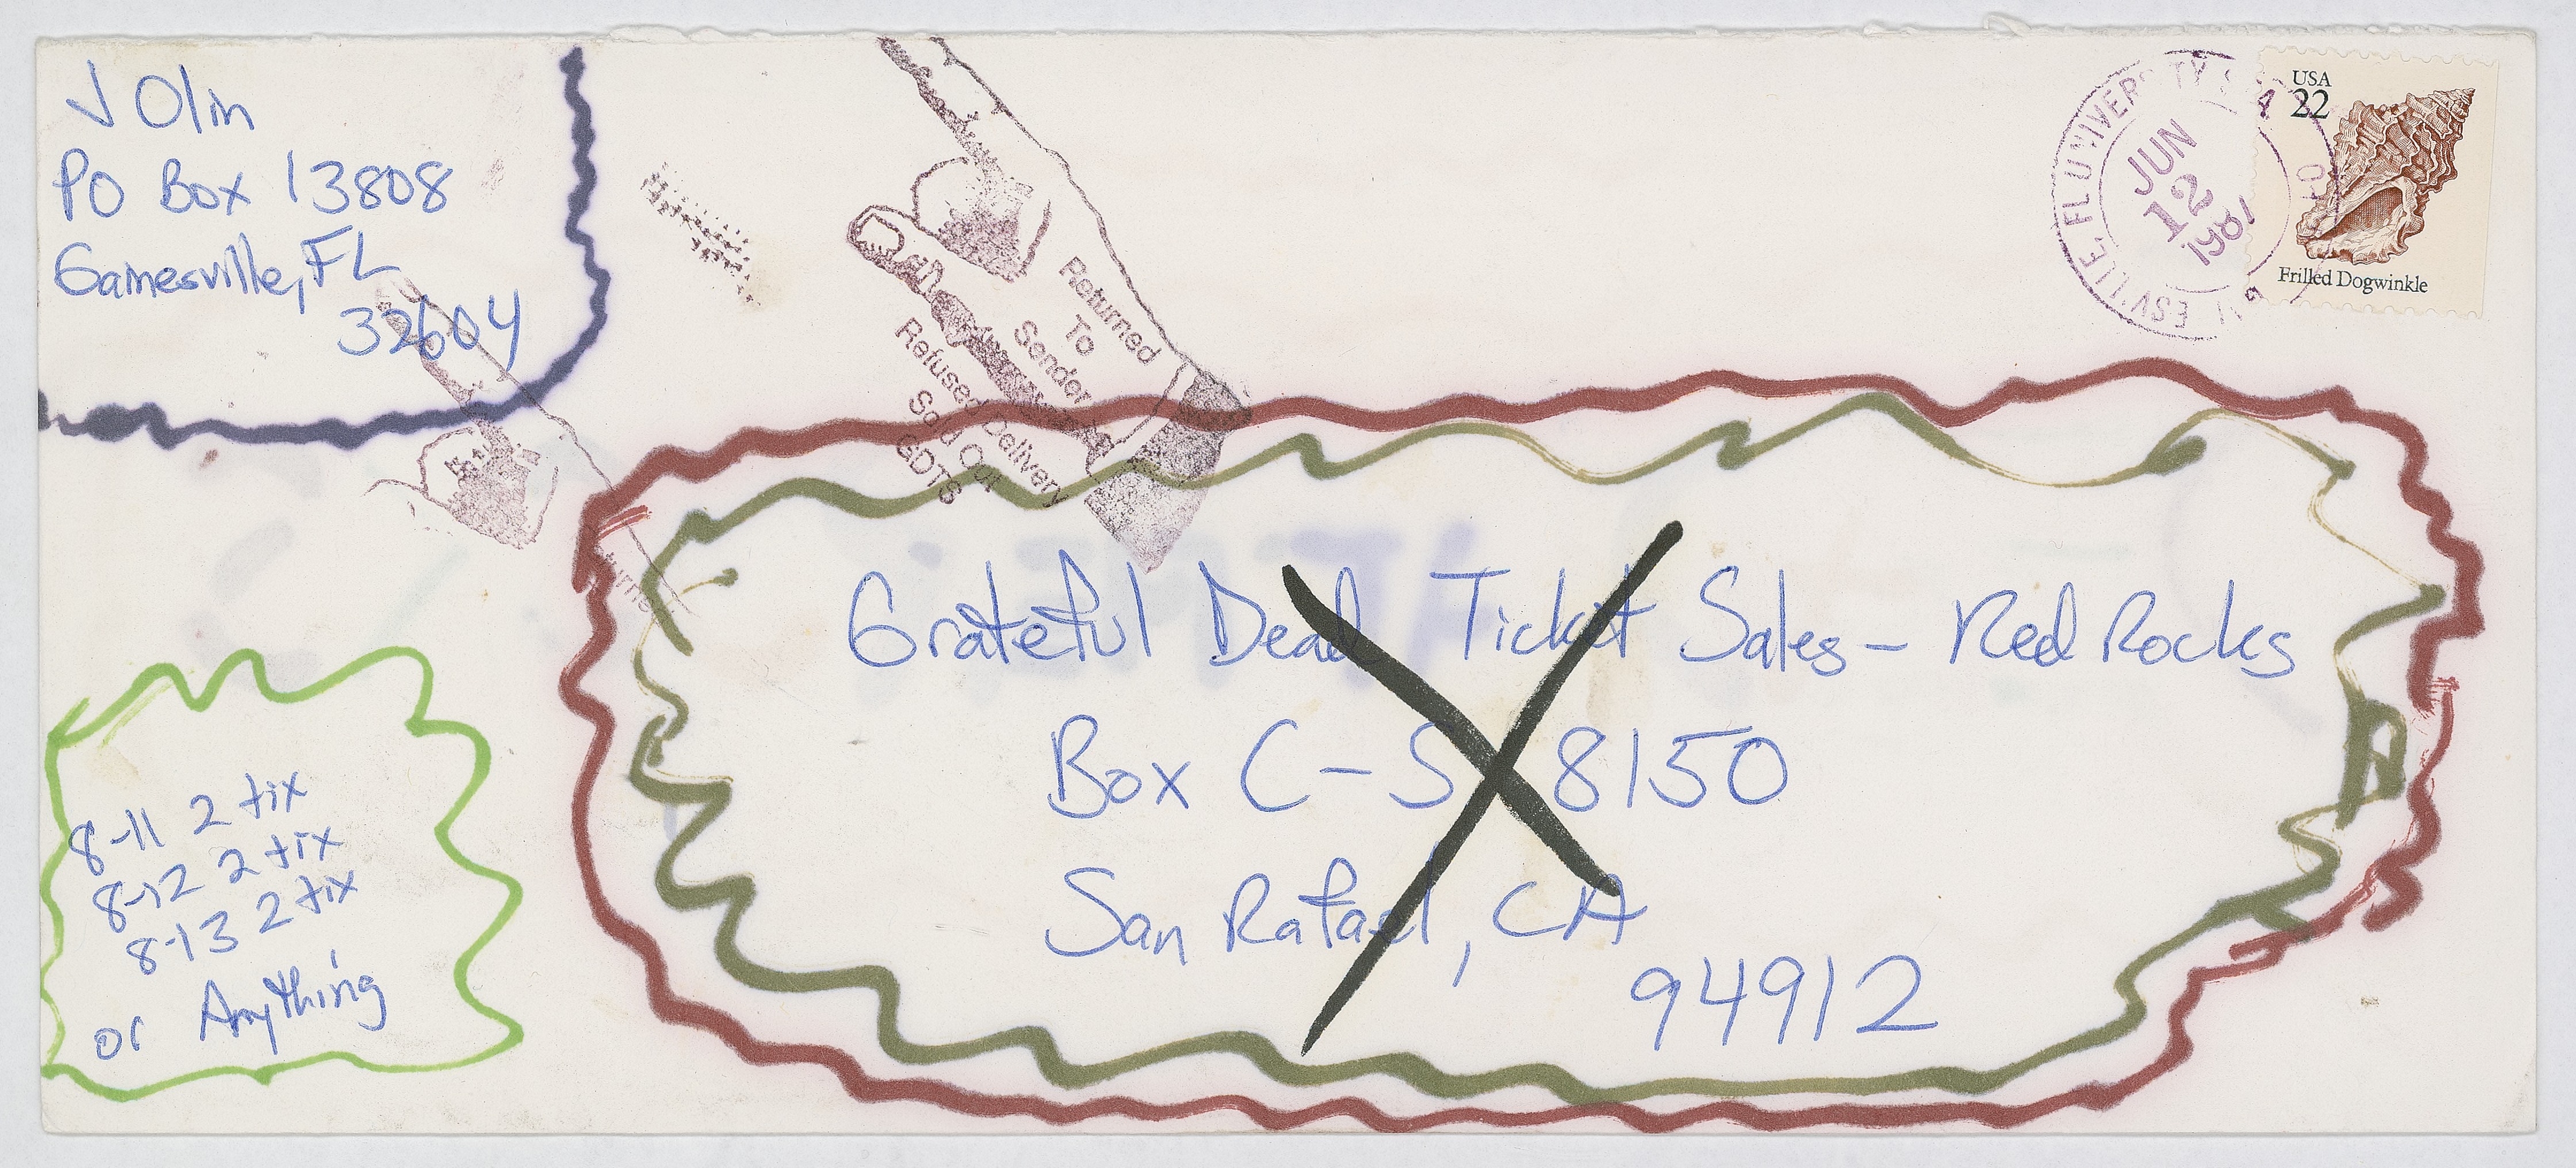 J Olin
PO Box 13808
Gainesville, FL
32604
Returned
To
Sender
Refused Delivery
Sold Out
GDTS
JUN
12
1987
USA
22
Frilled Dogwinkle
Grateful Dead Ticket Sales - Red Rocks
Box C-S 8150
San Rafael, CA
94912
8-11 2 tix
8-12 2 tix
8-13 2 tix
or Anything